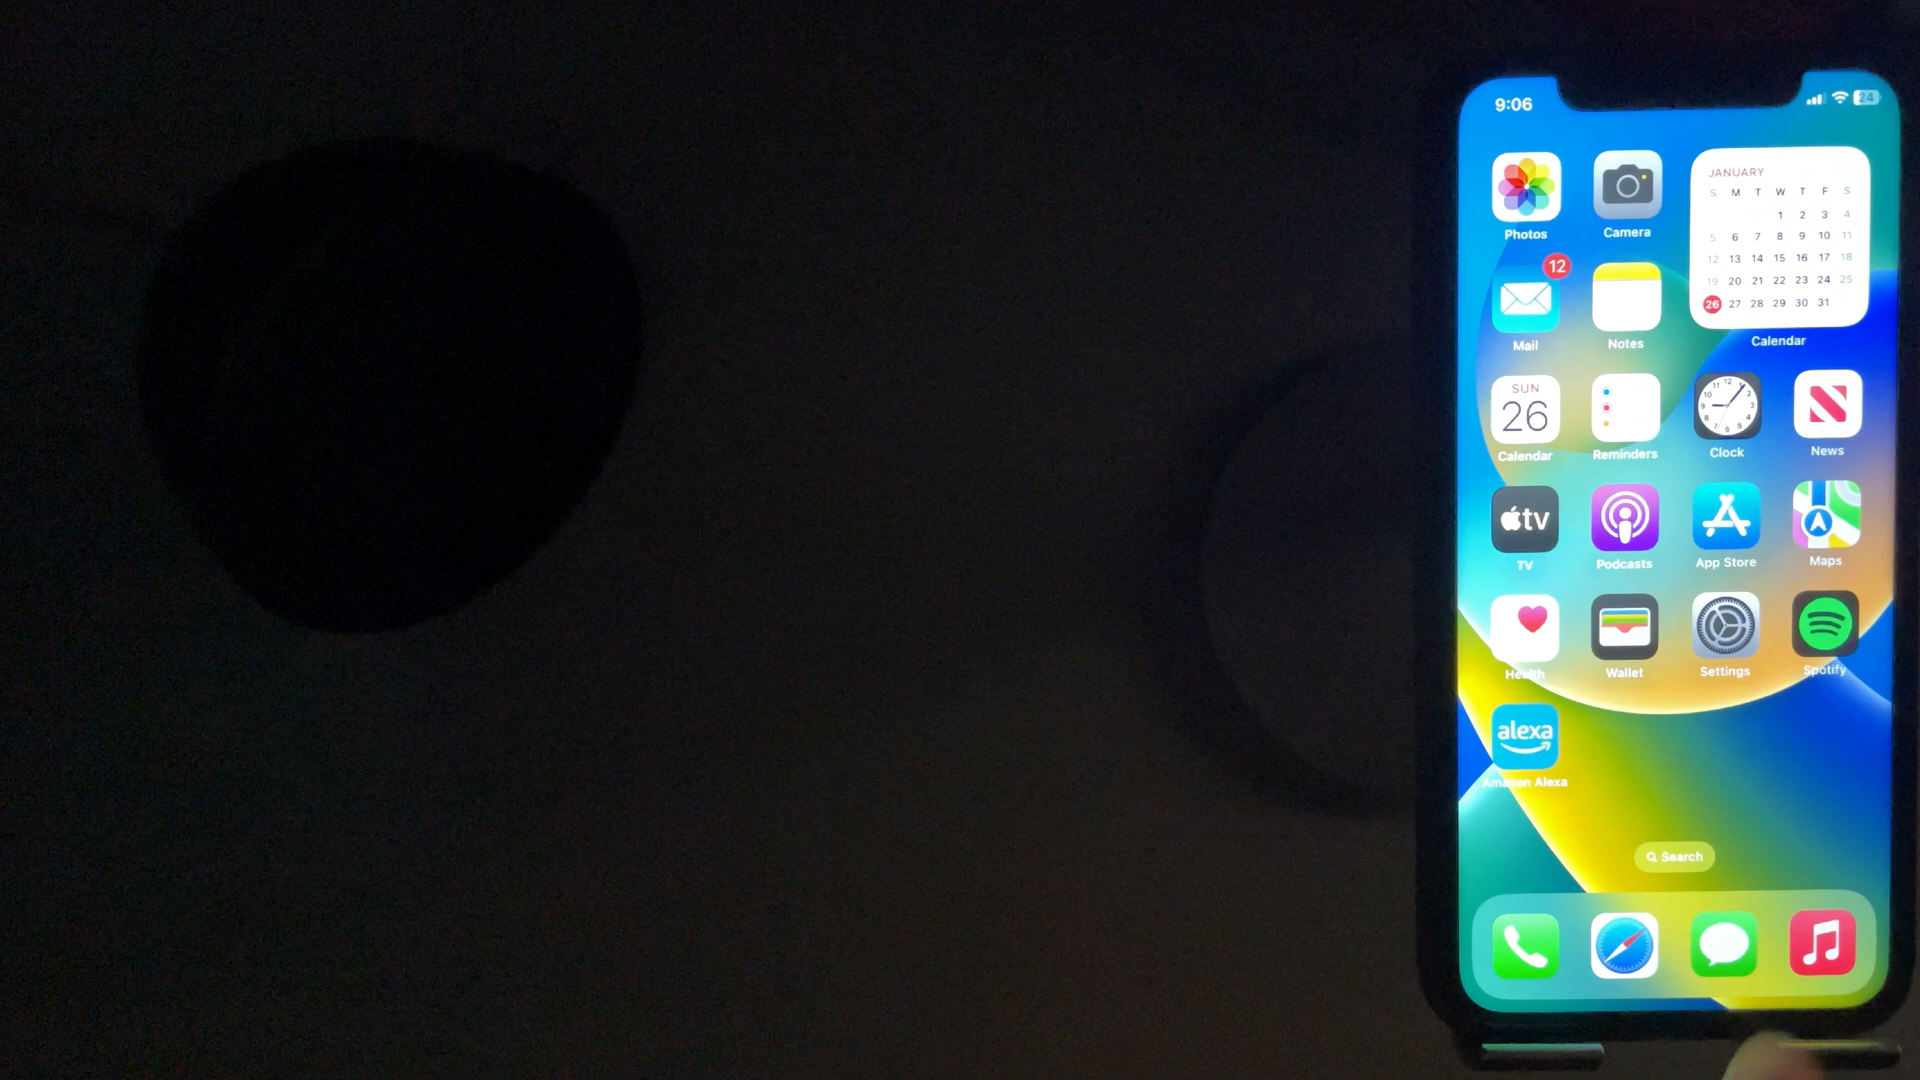 9:06
24
JANUARY
S M T W T F S
1 2 3 4
5 6 7 8 9 10 11
12 13 14 15 16 17 18
19 20 21 22 23 24 25
26 27 28 29 30 31
Photos
Camera
Calendar
12
Mail
Notes
SUN
26
Calendar
Reminders
Clock
News
tv
TV
Podcasts
App Store
Maps
Health
Wallet
Settings
Spotify
alexa
Amazon Alexa
Search